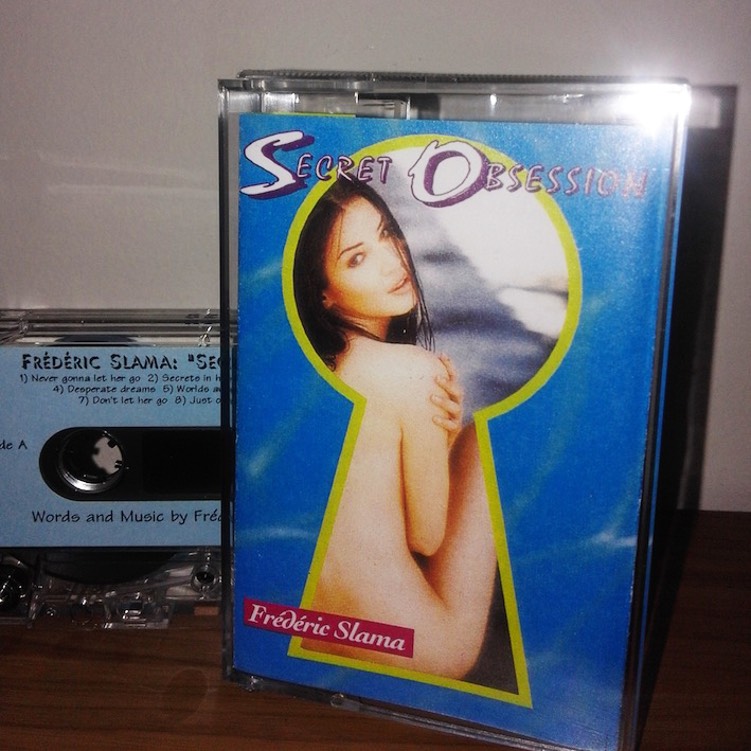 SECRET OBSESSION
Frédéric Slama
FRÉDÉRIC SLAMA: "SEC
1) Never gonna let her go 2) Secrets in h
4) Desperate dreams 5) Worlds a
7) Don't let her go 8) Just o
de A
Words and Music by Fréd